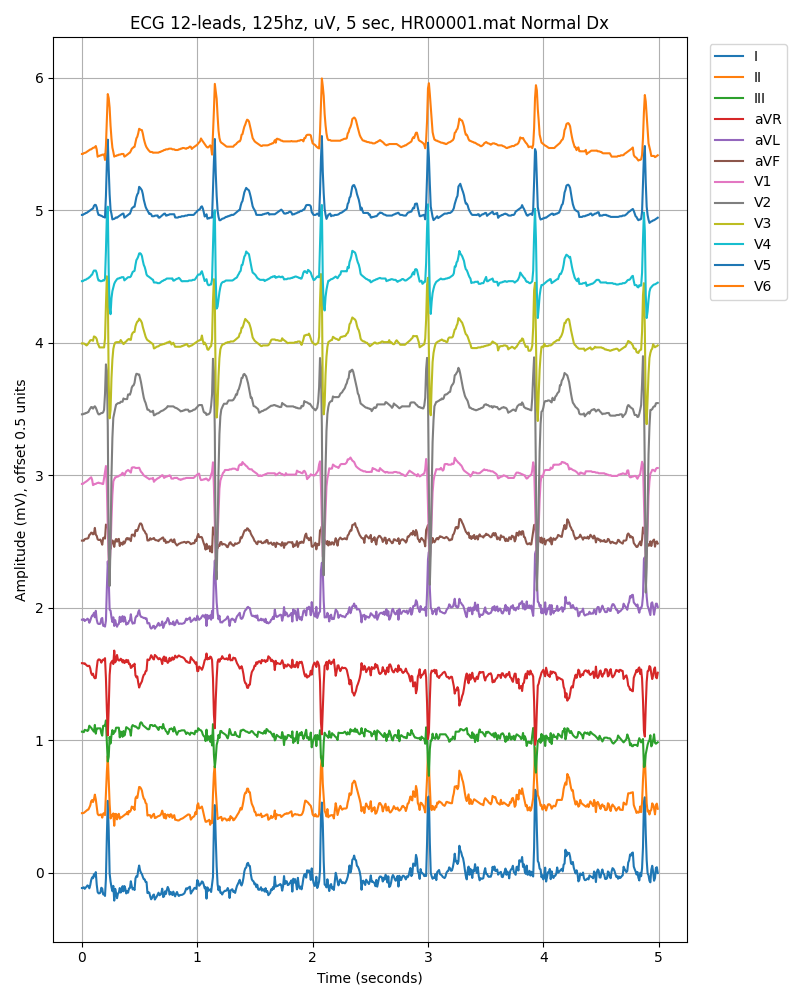 ECG 12-leads, 125hz, uV, 5 sec, HR00001.mat Normal Dx
I
II
III
aVR
aVL
aVF
V1
V2
V3
V4
V5
V6
6
5
4
3
2
1
0
Amplitude (mV), offset 0.5 units
0 1 2 3 4 5
Time (seconds)